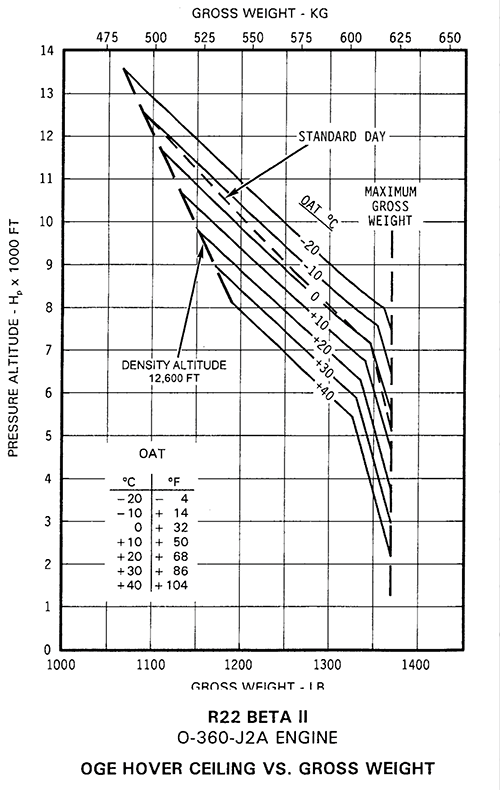 GROSS WEIGHT - KG
475 500 525 550 575 600 625 650
14
13
12
11
10
9
8
7
6
5
4
3
2
1
0
PRESSURE ALTITUDE - Hp x 1000 FT
STANDARD DAY
OAT °C
MAXIMUM
GROSS
WEIGHT
-20
-10
0
+10
+20
+30
+40
DENSITY ALTITUDE
12,600 FT
OAT
°C °F
-20 - 4
-10 + 14
0 + 32
+10 + 50
+20 + 68
+30 + 86
+40 +104
1000 1100 1200 1300 1400
GROSS WEIGHT - LB
R22 BETA II
O-360-J2A ENGINE
OGE HOVER CEILING VS. GROSS WEIGHT